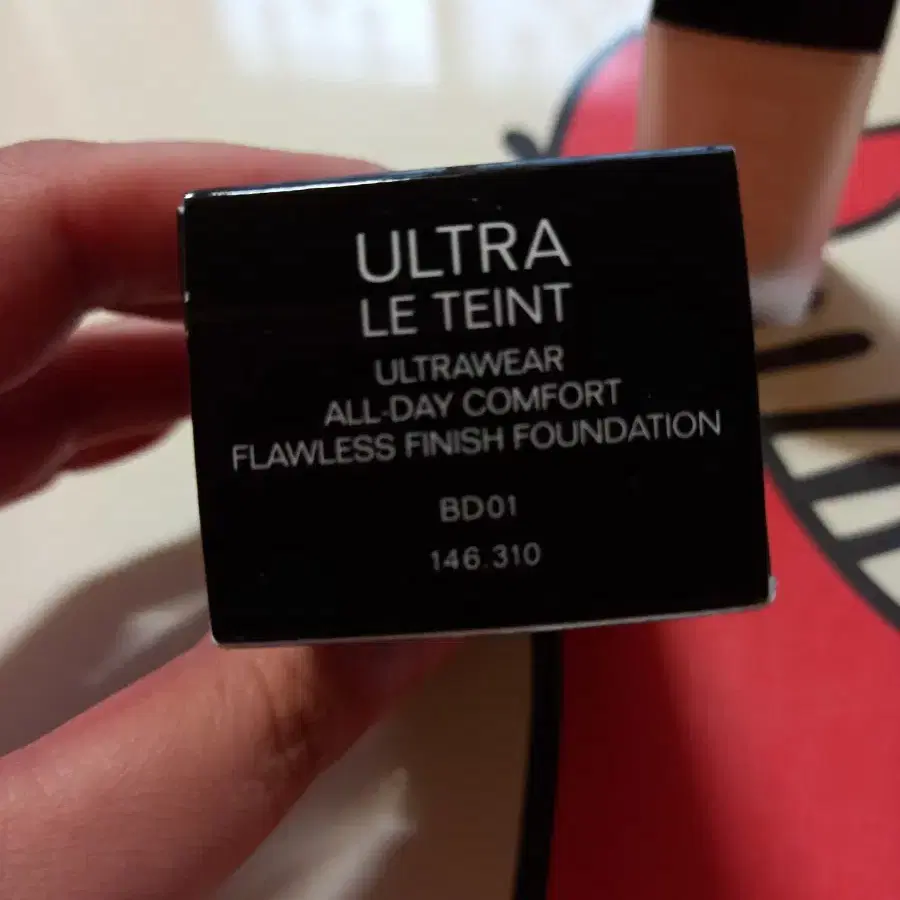 ULTRA
LE TEINT
ULTRAWEAR
ALL-DAY COMFORT
FLAWLESS FINISH FOUNDATION
BD01
146.310